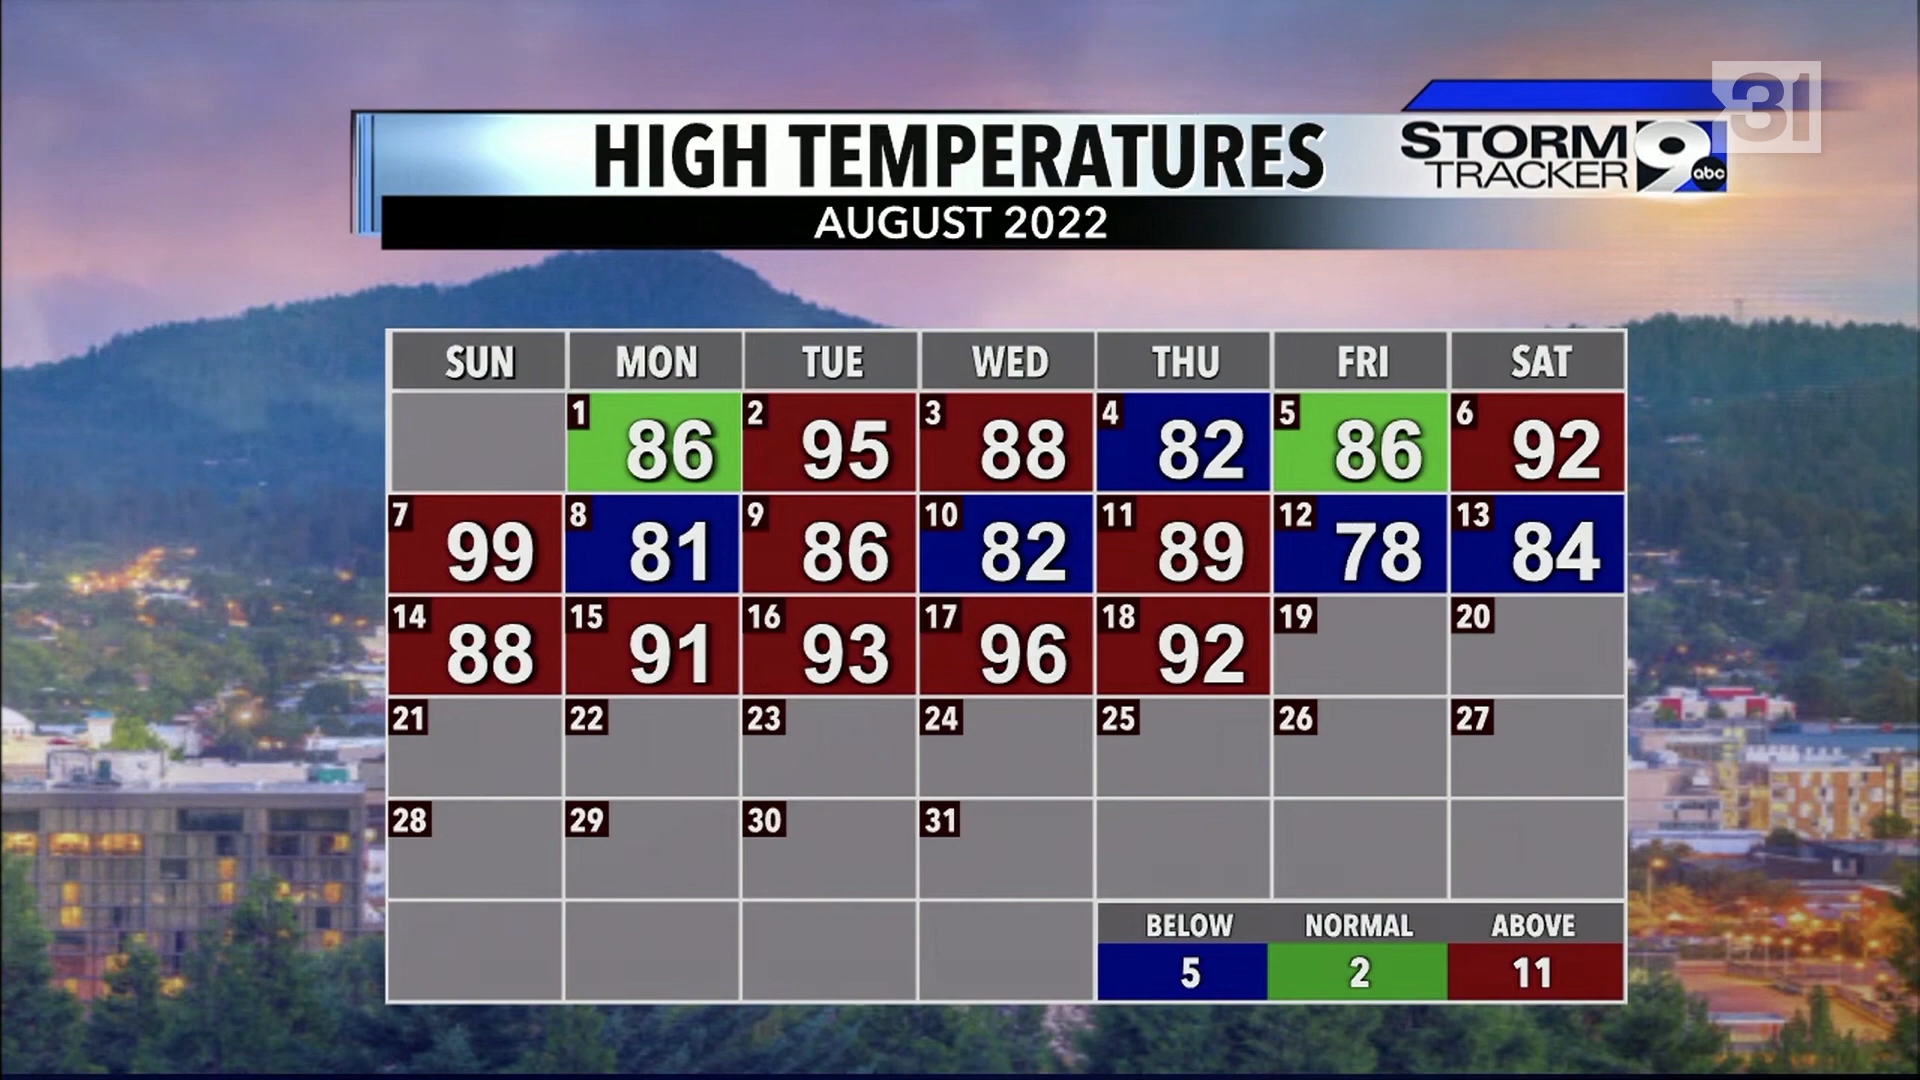 31
HIGH TEMPERATURES
STORM
TRACKER 9
abc
AUGUST 2022
SUN MON TUE WED THU FRI SAT
1 86 2 95 3 88 4 82 5 86 6 92
7 99 8 81 9 86 10 82 11 89 12 78 13 84
14 88 15 91 16 93 17 96 18 92 19 20
21 22 23 24 25 26 27
28 29 30 31
BELOW NORMAL ABOVE
5 2 11